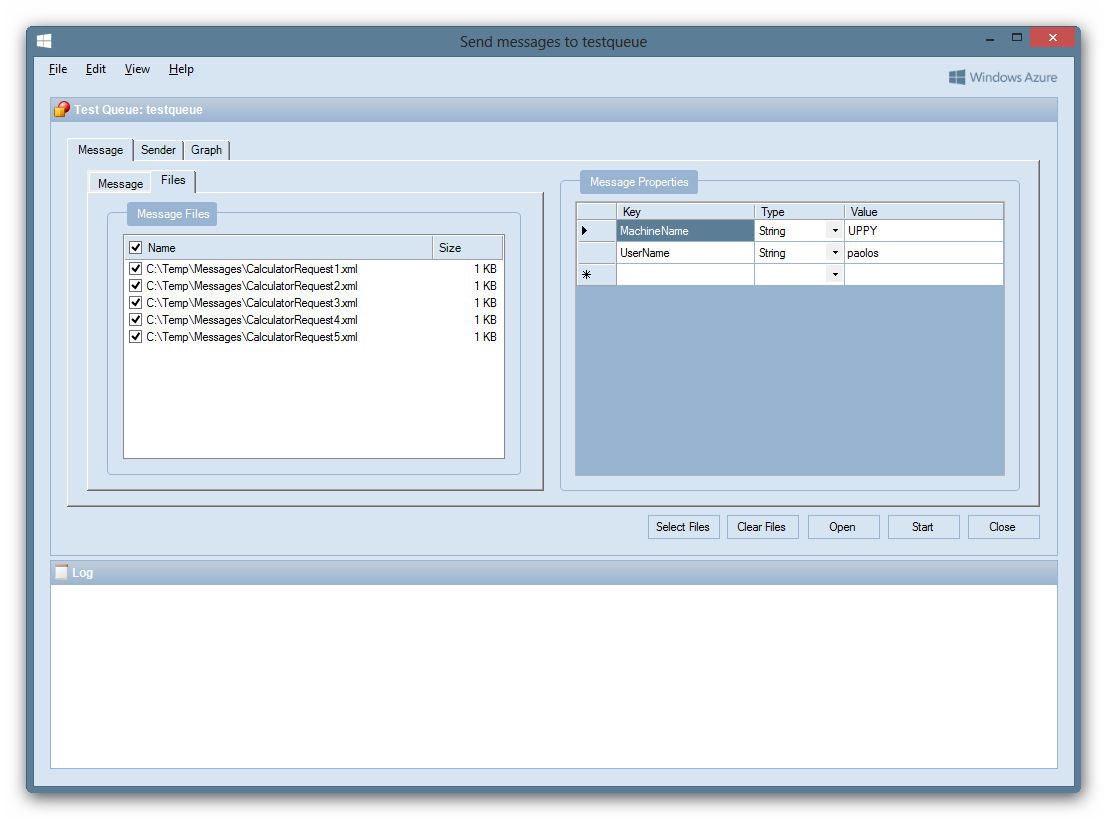 Send messages to testqueue
File Edit View Help
Windows Azure
Test Queue: testqueue
Message Sender Graph
Message Files
Message Files
Name Size
C:\Temp\Messages\CalculatorRequest1.xml 1 KB
C:\Temp\Messages\CalculatorRequest2.xml 1 KB
C:\Temp\Messages\CalculatorRequest3.xml 1 KB
C:\Temp\Messages\CalculatorRequest4.xml 1 KB
C:\Temp\Messages\CalculatorRequest5.xml 1 KB
Message Properties
Key Type Value
MachineName String UPPY
UserName String paolos
Select Files Clear Files Open Start Close
Log